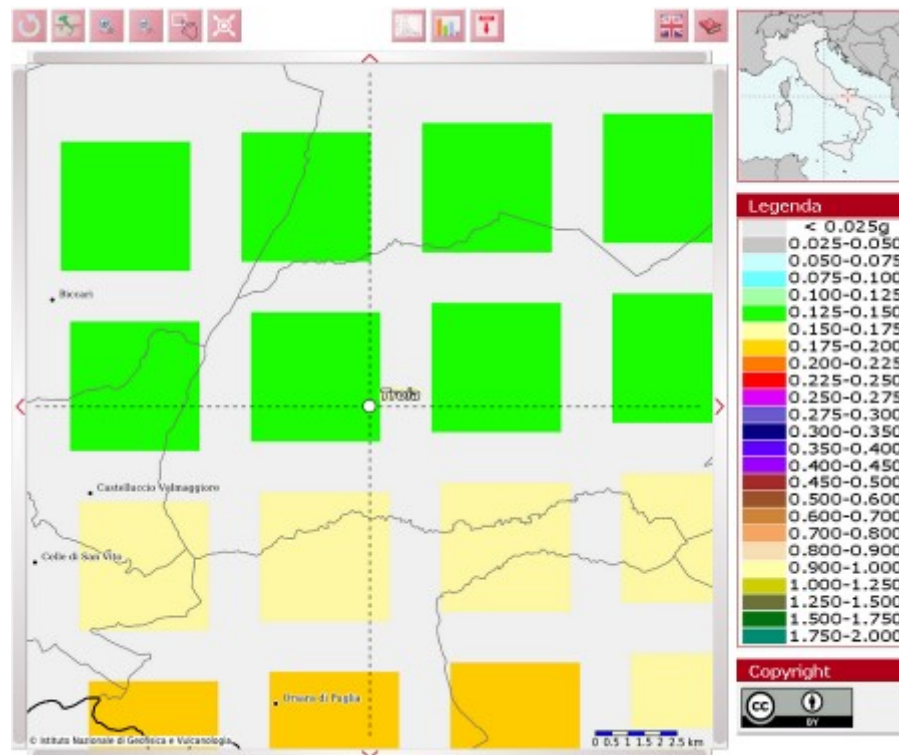 Legenda
< 0.025g
0.025-0.050
0.050-0.075
0.075-0.100
0.100-0.125
0.125-0.150
0.150-0.175
0.175-0.200
0.200-0.225
0.225-0.250
0.250-0.275
0.275-0.300
0.300-0.350
0.350-0.400
0.400-0.450
0.450-0.500
0.500-0.600
0.600-0.700
0.700-0.800
0.800-0.900
0.900-1.000
1.000-1.250
1.250-1.500
1.500-1.750
1.750-2.000
Biccari
Troia
Castelluccio Valmaggiore
Celle di San Vito
Orsara di Puglia
© Istituto Nazionale di Geofisica e Vulcanologia
0 0.5 1 1.5 2 2.5 km
Copyright
cc
BY